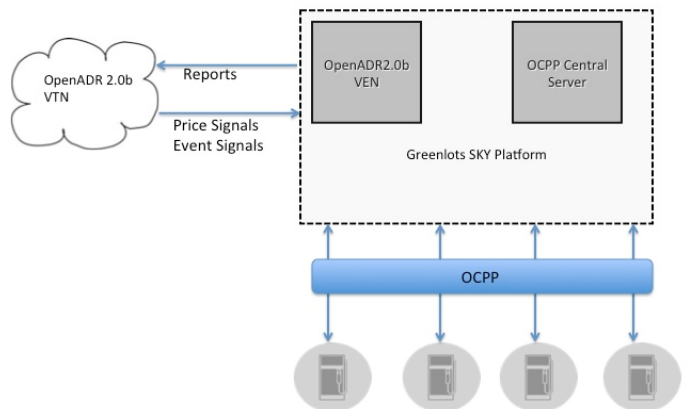 OpenADR 2.0b
VTN
Reports
Price Signals
Event Signals
OpenADR2.0b
VEN
OCPP Central
Server
Greenlots SKY Platform
OCPP